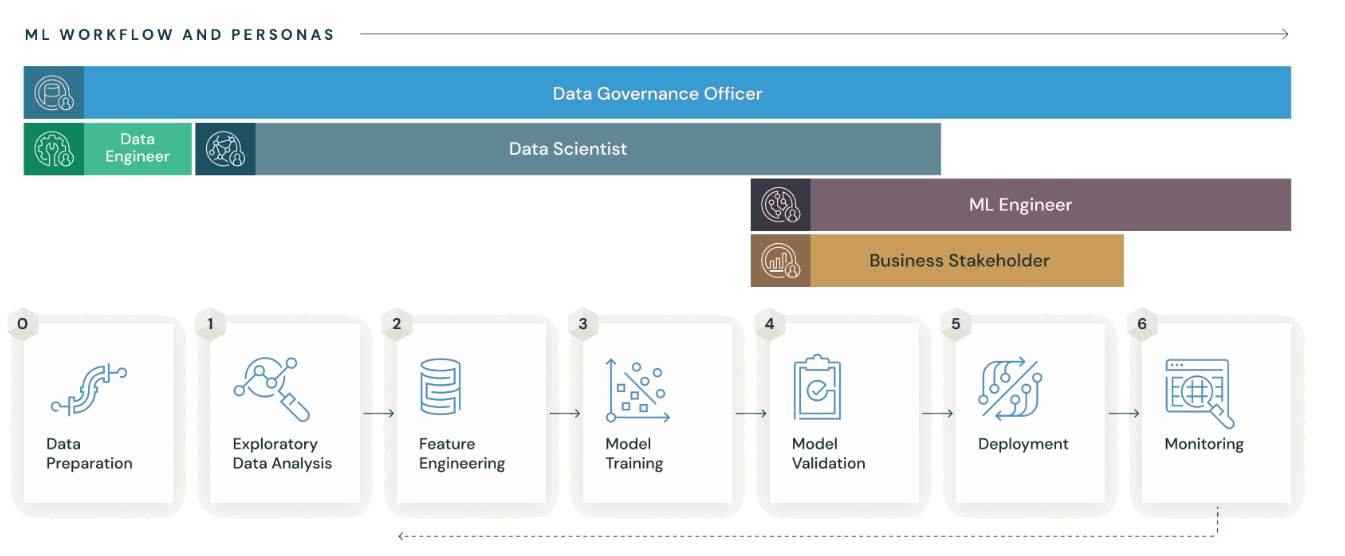 ML WORKFLOW AND PERSONAS
Data Governance Officer
Data
Engineer
Data Scientist
ML Engineer
Business Stakeholder
0
Data
Preparation
1
Exploratory
Data Analysis
2
Feature
Engineering
3
Model
Training
4
Model
Validation
5
Deployment
6
Monitoring